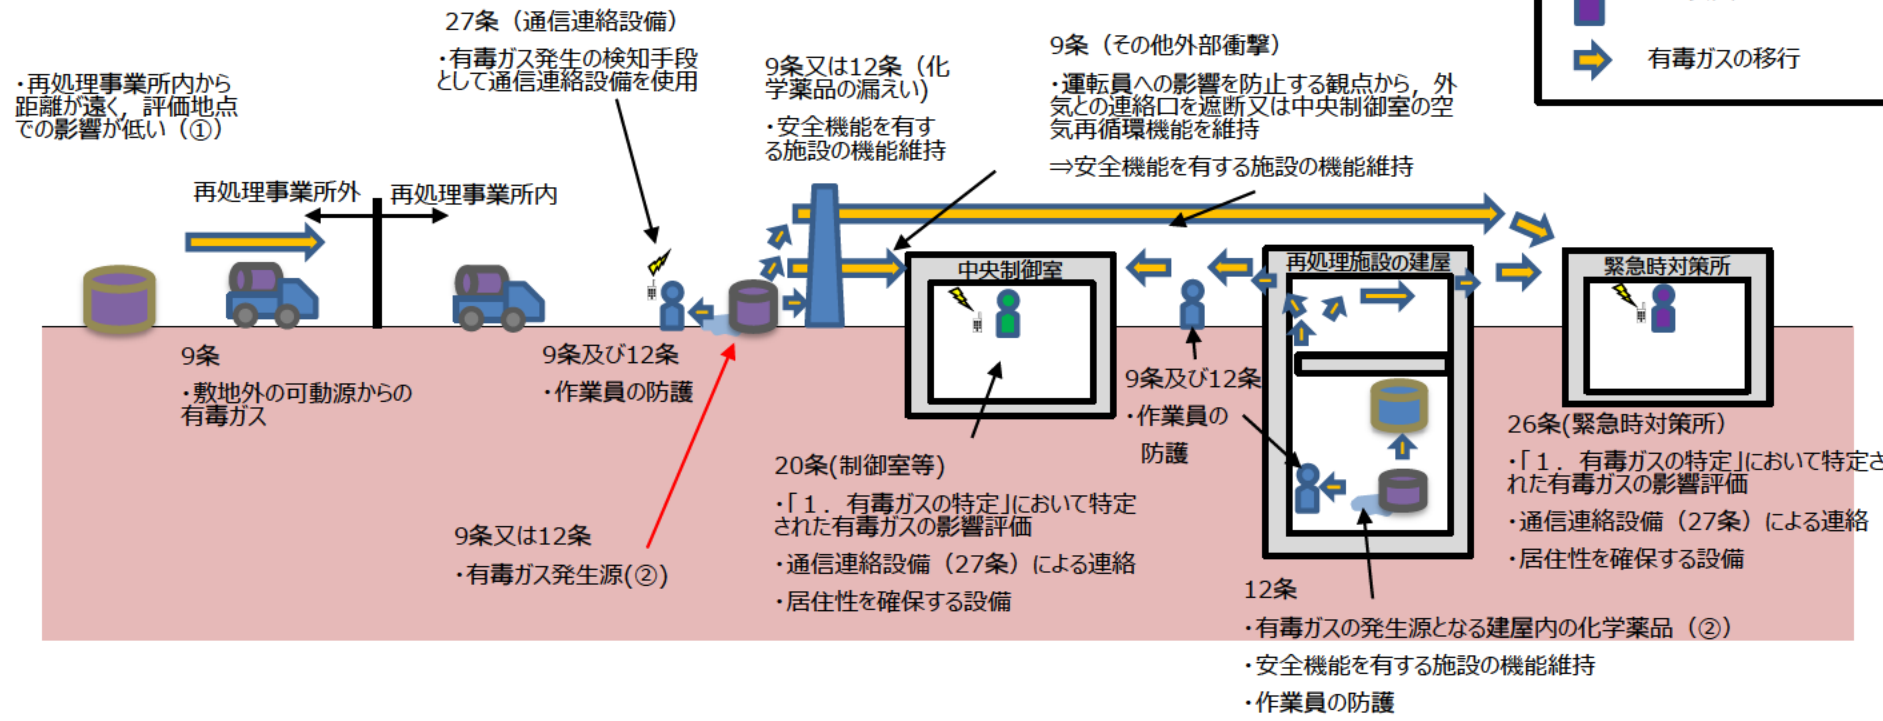 27条（通信連絡設備）
・有毒ガス発生の検知手段
として通信連絡設備を使用
9条（その他外部衝撃）
・運転員への影響を防止する観点から，外
気との連絡口を遮断又は中央制御室の空
気再循環機能を維持
⇒安全機能を有する施設の機能維持
有毒ガスの移行
・再処理事業所内から
距離が遠く，評価地点
での影響が低い（①）
9条又は12条（化
学薬品の漏えい)
・安全機能を有す
る施設の機能維持
再処理事業所外
再処理事業所内
中央制御室
再処理施設の建屋
緊急時対策所
9条
・敷地外の可動源からの
有毒ガス
9条及び12条
・作業員の防護
9条及び12条
・作業員の
防護
9条又は12条
・有毒ガス発生源(②)
20条(制御室等)
・「１．有毒ガスの特定」において特定
された有毒ガスの影響評価
・通信連絡設備（27条）による連絡
・居住性を確保する設備
26条(緊急時対策所）
・「１．有毒ガスの特定」において特定さ
れた有毒ガスの影響評価
・通信連絡設備（27条）による連絡
・居住性を確保する設備
12条
・有毒ガスの発生源となる建屋内の化学薬品（②）
・安全機能を有する施設の機能維持
・作業員の防護